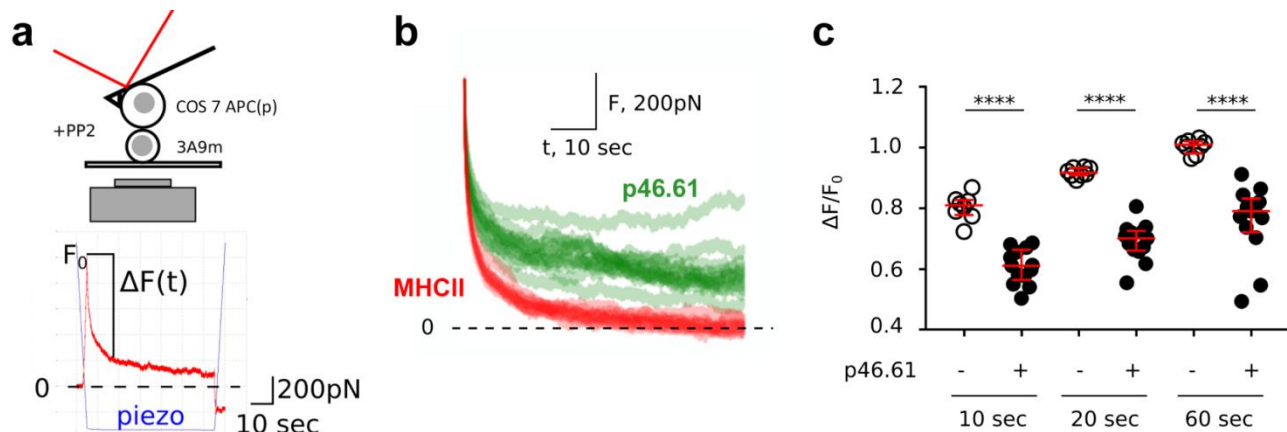 a
COS 7 APC(p)
+PP2
3A9m
F0
ΔF(t)
0
200pN
piezo
10 sec
b
F, 200pN
t, 10 sec
p46.61
MHCII
0
c
**** **** ****
1.2
1.0
0.8
0.6
0.4
ΔF/F0
p46.61 - + - + - +
10 sec 20 sec 60 sec